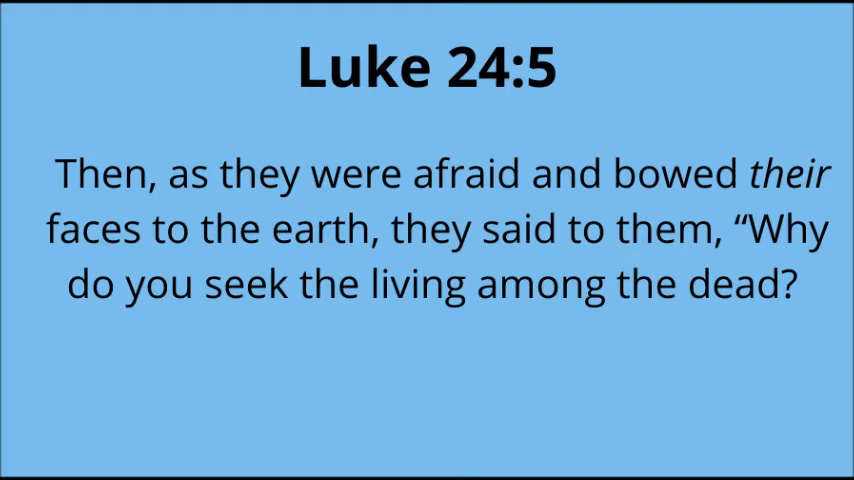 Luke 24:5
Then, as they were afraid and bowed their
faces to the earth, they said to them, “Why
do you seek the living among the dead?